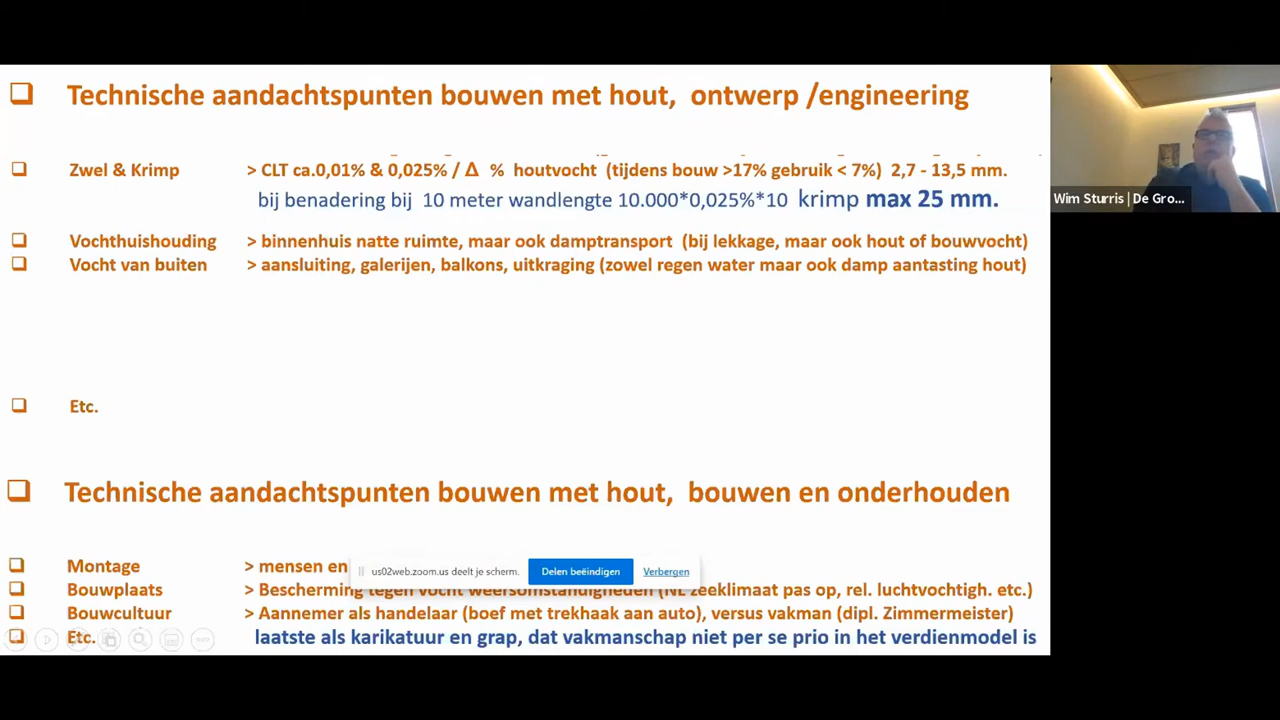 Technische aandachtspunten bouwen met hout, ontwerp /engineering
Zwel & Krimp > CLT ca.0,01% & 0,025% / Δ % houtvocht (tijdens bouw >17% gebruik < 7%) 2,7 - 13,5 mm.
bij benadering bij 10 meter wandlengte 10.000*0,025%*10 krimp max 25 mm.
Wim Sturris | De Gro...
Vochthuishouding > binnenhuis natte ruimte, maar ook damptransport (bij lekkage, maar ook hout of bouwvocht)
Vocht van buiten > aansluiting, galerijen, balkons, uitkraging (zowel regen water maar ook damp aantasting hout)
Etc.
Technische aandachtspunten bouwen met hout, bouwen en onderhouden
Montage > mensen en
us02web.zoom.us deelt je scherm. Delen beëindigen Verbergen
Bouwplaats > Bescherming tegen vocht weersomstandigheden (NL zeeklimaat pas op, rel. luchtvochtigh. etc.)
Bouwcultuur > Aannemer als handelaar (boef met trekhaak aan auto), versus vakman (dipl. Zimmermeister)
Etc. laatste als karikatuur en grap, dat vakmanschap niet per se prio in het verdienmodel is